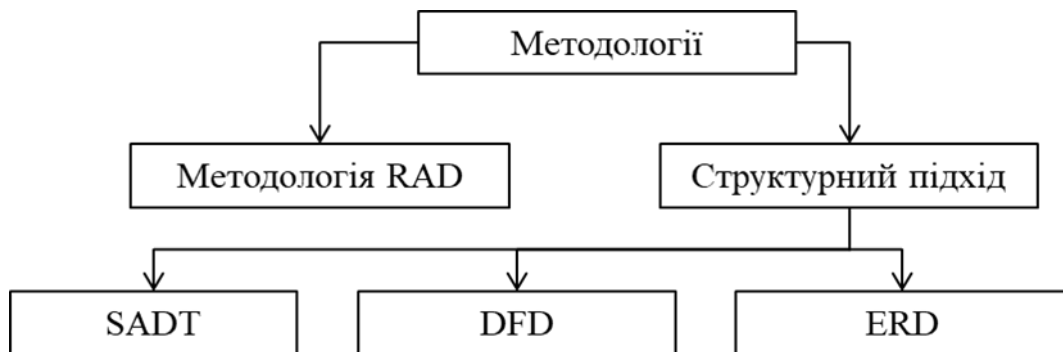 Методології
Методологія RAD
Структурний підхід
SADT
DFD
ERD